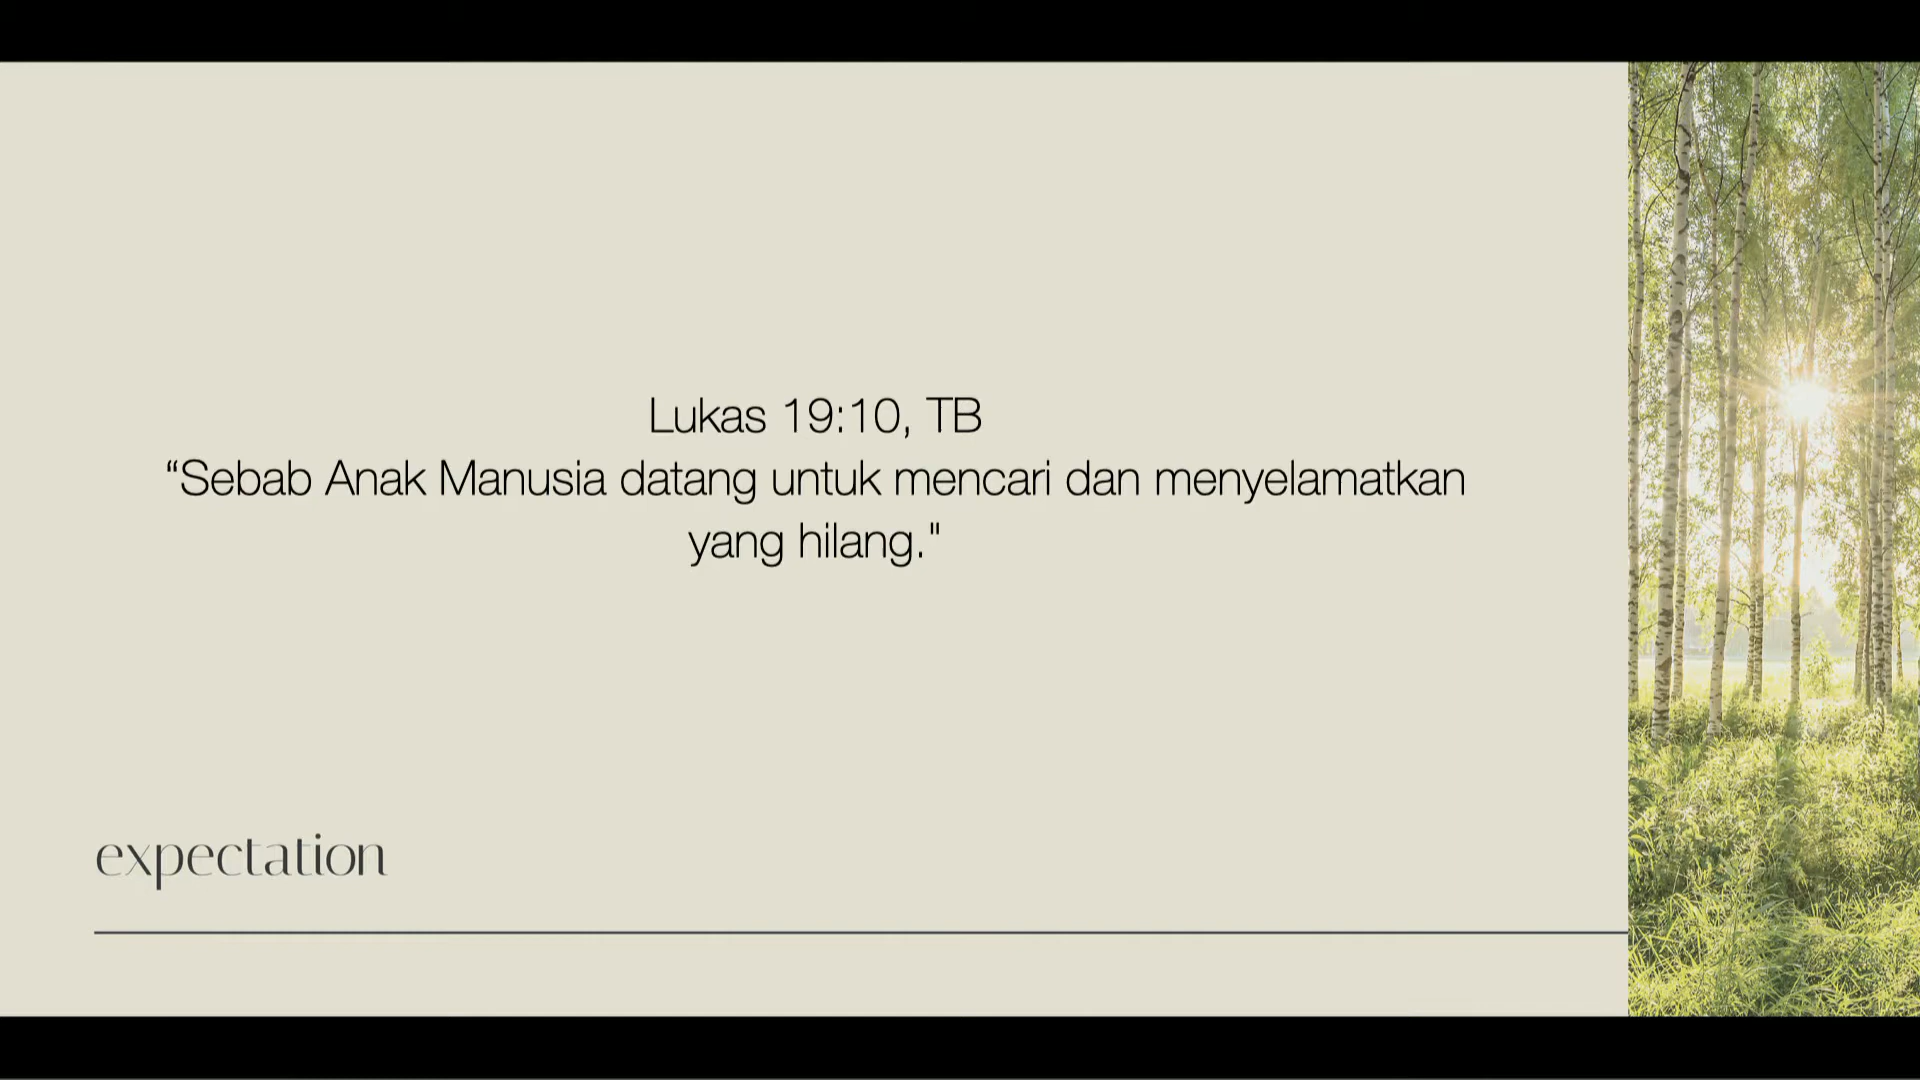 Lukas 19:10, TB
“Sebab Anak Manusia datang untuk mencari dan menyelamatkan
yang hilang."
expectation